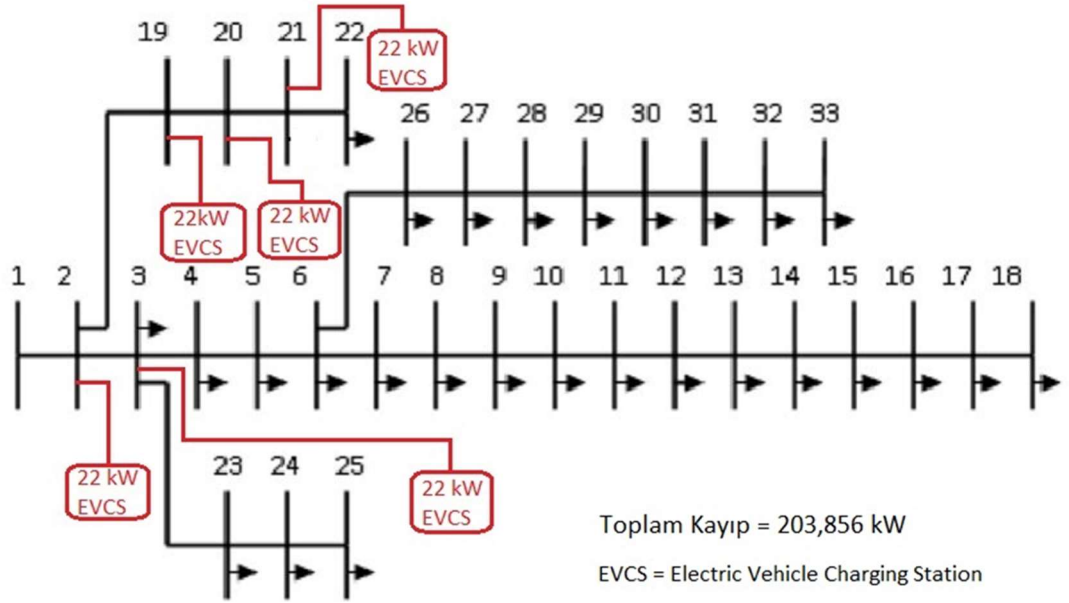 19 20 21 22
22 kW
EVCS
26 27 28 29 30 31 32 33
22kW
EVCS
22 kW
EVCS
1 2 3 4 5 6 7 8 9 10 11 12 13 14 15 16 17 18
22 kW
EVCS
22 kW
EVCS
23 24 25
Toplam Kayıp = 203,856 kW
EVCS = Electric Vehicle Charging Station